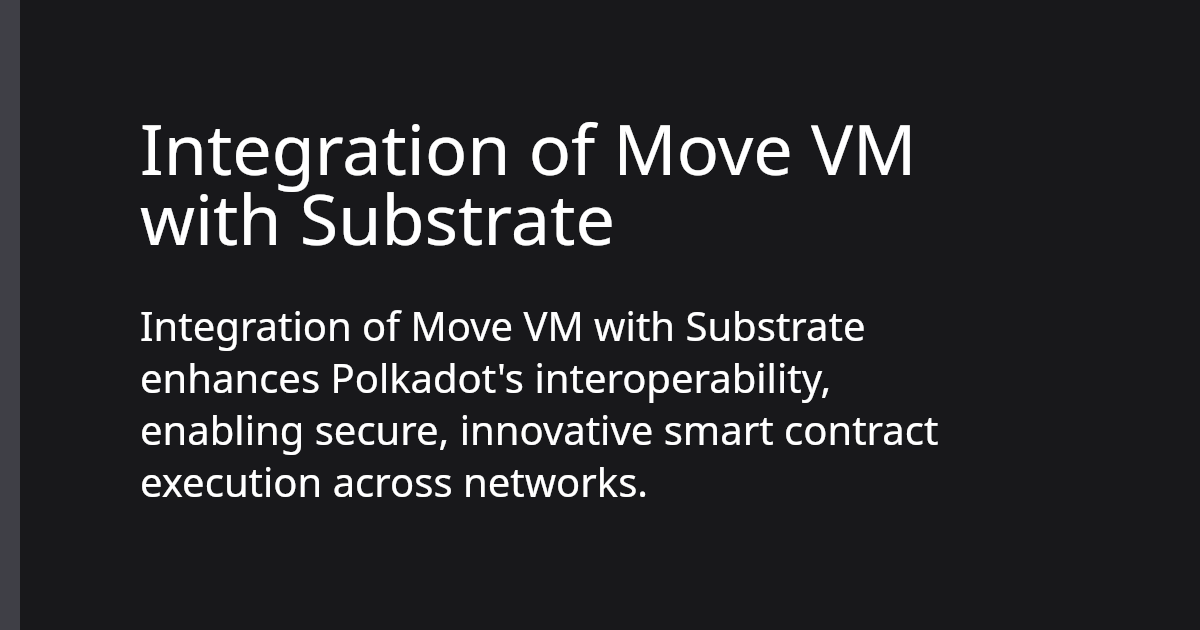 Integration of Move VM
with Substrate
Integration of Move VM with Substrate
enhances Polkadot's interoperability,
enabling secure, innovative smart contract
execution across networks.